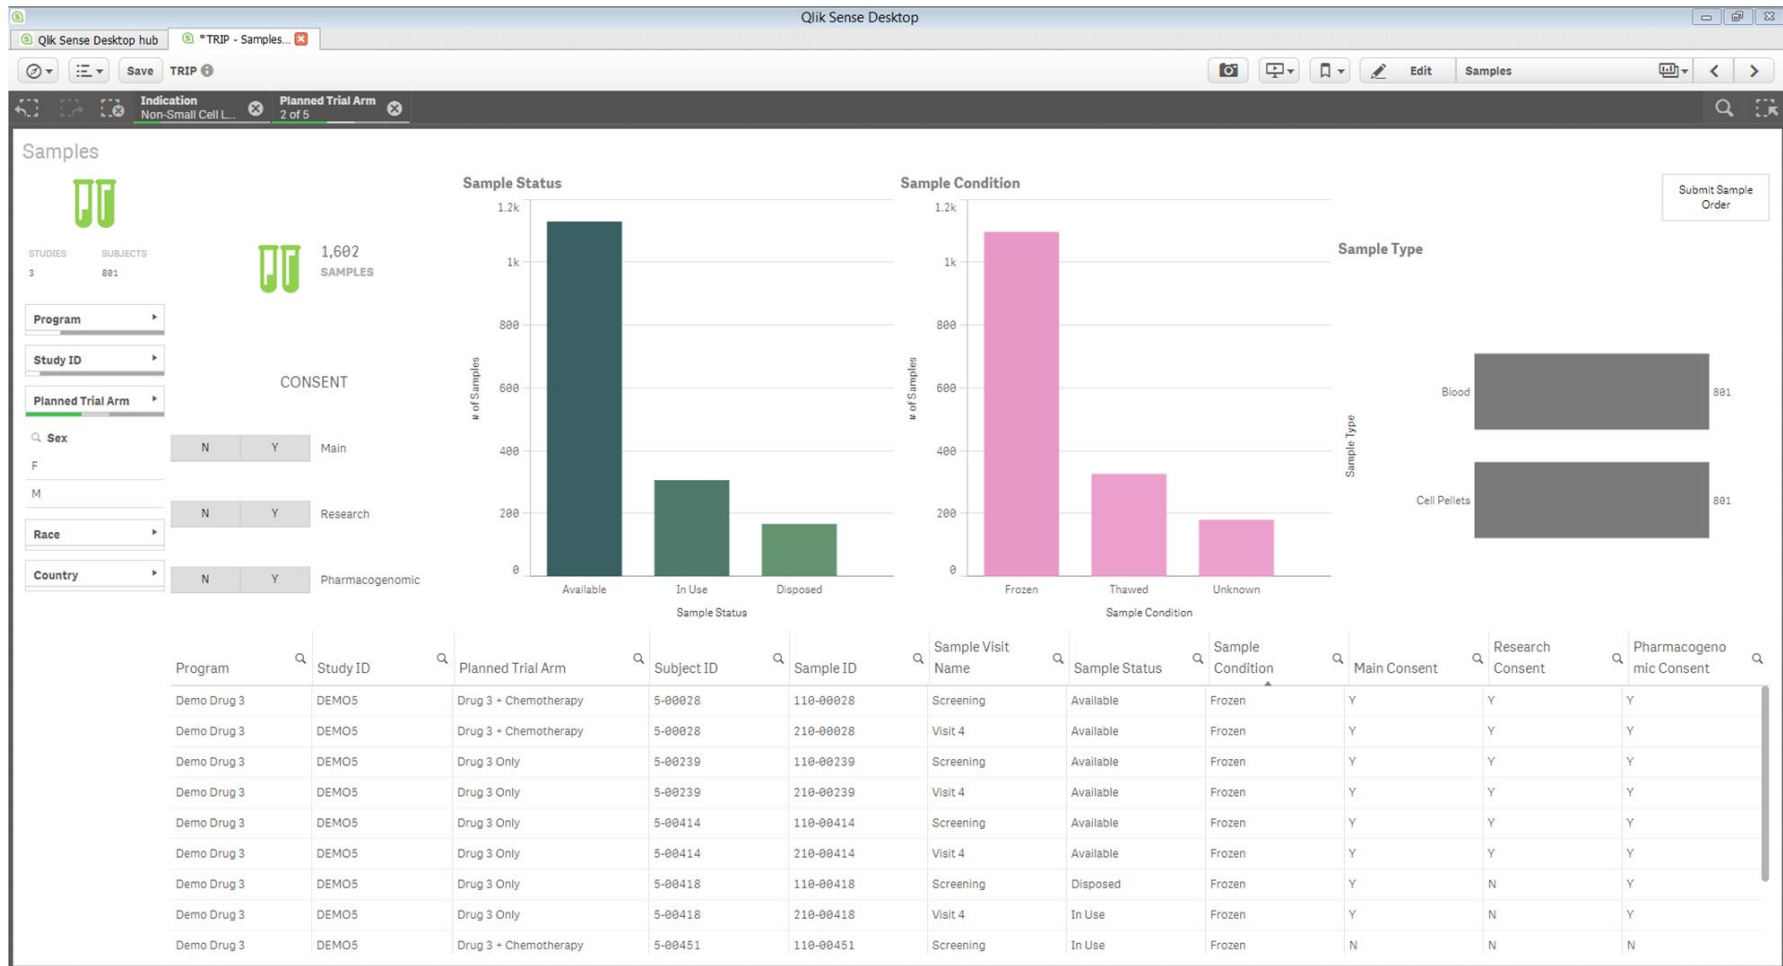 Qlik Sense Desktop
Qlik Sense Desktop hub
*TRIP - Samples...
Save
TRIP
Edit
Samples
Indication
Non-Small Cell L...
Planned Trial Arm
2 of 5
Samples
STUDIES
SUBJECTS
3
801
1,602
SAMPLES
Program
Study ID
Planned Trial Arm
Sex
F
M
Race
Country
CONSENT
N Y Main
N Y Research
N Y Pharmacogenomic
Sample Status
1.2k
1k
800
600
400
200
0
# of Samples
Available In Use Disposed
Sample Status
Sample Condition
1.2k
1k
800
600
400
200
0
# of Samples
Frozen Thawed Unknown
Sample Condition
Submit Sample
Order
Sample Type
Sample Type
Blood 801
Cell Pellets 801
Program Study ID Planned Trial Arm Subject ID Sample ID Sample Visit Name Sample Status Sample Condition Main Consent Research Consent Pharmacogeno mic Consent
Demo Drug 3 DEMO5 Drug 3 + Chemotherapy 5-00028 110-00028 Screening Available Frozen Y Y Y
Demo Drug 3 DEMO5 Drug 3 + Chemotherapy 5-00028 210-00028 Visit 4 Available Frozen Y Y Y
Demo Drug 3 DEMO5 Drug 3 Only 5-00239 110-00239 Screening Available Frozen Y Y Y
Demo Drug 3 DEMO5 Drug 3 Only 5-00239 210-00239 Visit 4 Available Frozen Y Y Y
Demo Drug 3 DEMO5 Drug 3 Only 5-00414 110-00414 Screening Available Frozen Y Y Y
Demo Drug 3 DEMO5 Drug 3 Only 5-00414 210-00414 Visit 4 Available Frozen Y Y Y
Demo Drug 3 DEMO5 Drug 3 Only 5-00418 110-00418 Screening Disposed Frozen Y N Y
Demo Drug 3 DEMO5 Drug 3 Only 5-00418 210-00418 Visit 4 In Use Frozen Y N Y
Demo Drug 3 DEMO5 Drug 3 + Chemotherapy 5-00451 110-00451 Screening In Use Frozen N N N